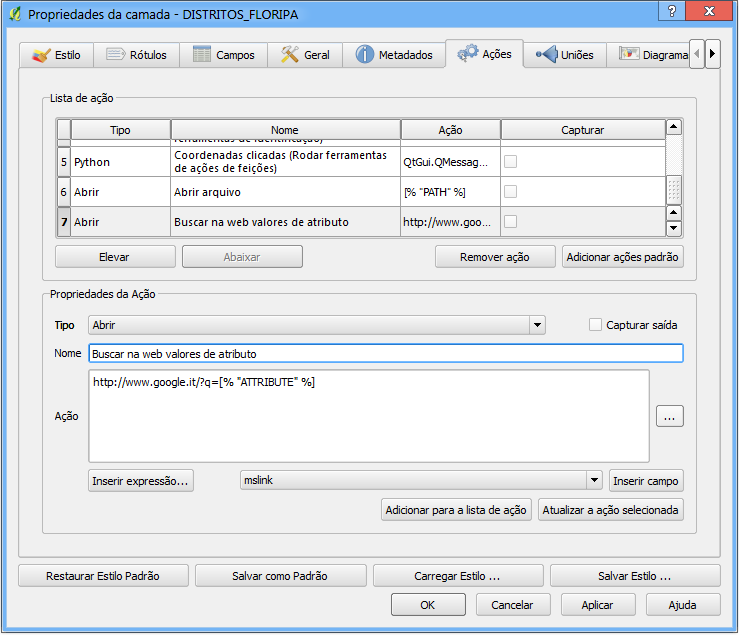 Propriedades da camada - DISTRITOS_FLORIPA
?
Estilo
Rótulos
Campos
Geral
Metadados
Ações
Uniões
Diagrama
Lista de ação
Tipo Nome Ação Capturar
ferramentas de identificação)
5 Python Coordenadas clicadas (Rodar ferramentas de ações de feições) QtGui.QMessag...
6 Abrir Abrir arquivo [% "PATH" %]
7 Abrir Buscar na web valores de atributo http://www.goo...
Elevar
Abaixar
Remover ação
Adicionar ações padrão
Propriedades da Ação
Tipo Abrir Capturar saída
Nome Buscar na web valores de atributo
Ação http://www.google.it/?q=[% "ATTRIBUTE" %]
...
Inserir expressão...
mslink
Inserir campo
Adicionar para a lista de ação
Atualizar a ação selecionada
Restaurar Estilo Padrão
Salvar como Padrão
Carregar Estilo ...
Salvar Estilo ...
OK
Cancelar
Aplicar
Ajuda